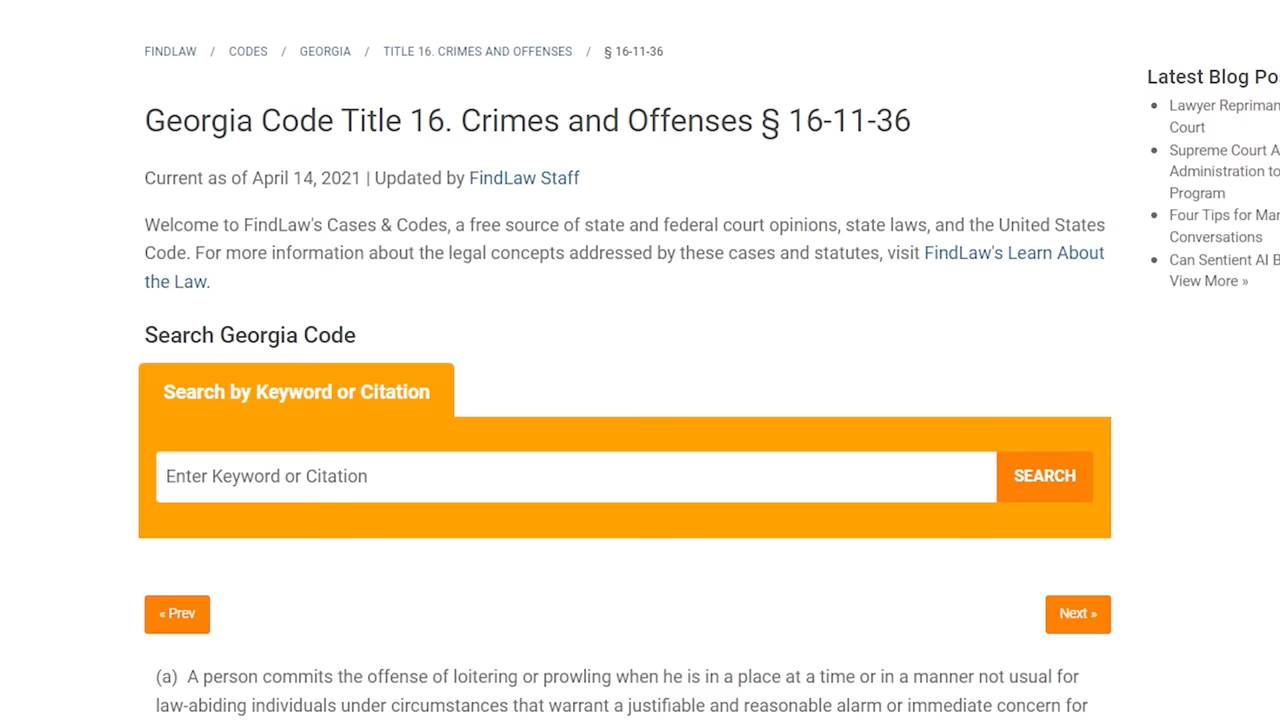 FINDLAW / CODES / GEORGIA / TITLE 16. CRIMES AND OFFENSES / § 16-11-36
Georgia Code Title 16. Crimes and Offenses § 16-11-36
Current as of April 14, 2021 | Updated by FindLaw Staff
Welcome to FindLaw's Cases & Codes, a free source of state and federal court opinions, state laws, and the United States
Code. For more information about the legal concepts addressed by these cases and statutes, visit FindLaw's Learn About
the Law.
Search Georgia Code
Search by Keyword or Citation
Enter Keyword or Citation
SEARCH
« Prev
Next »
(a) A person commits the offense of loitering or prowling when he is in a place at a time or in a manner not usual for
law-abiding individuals under circumstances that warrant a justifiable and reasonable alarm or immediate concern for
Latest Blog
• Lawyer
Court
• Supreme Court
Administration to
Program
• Four Tips for
Conversations
• Can Sentient AI
View More »